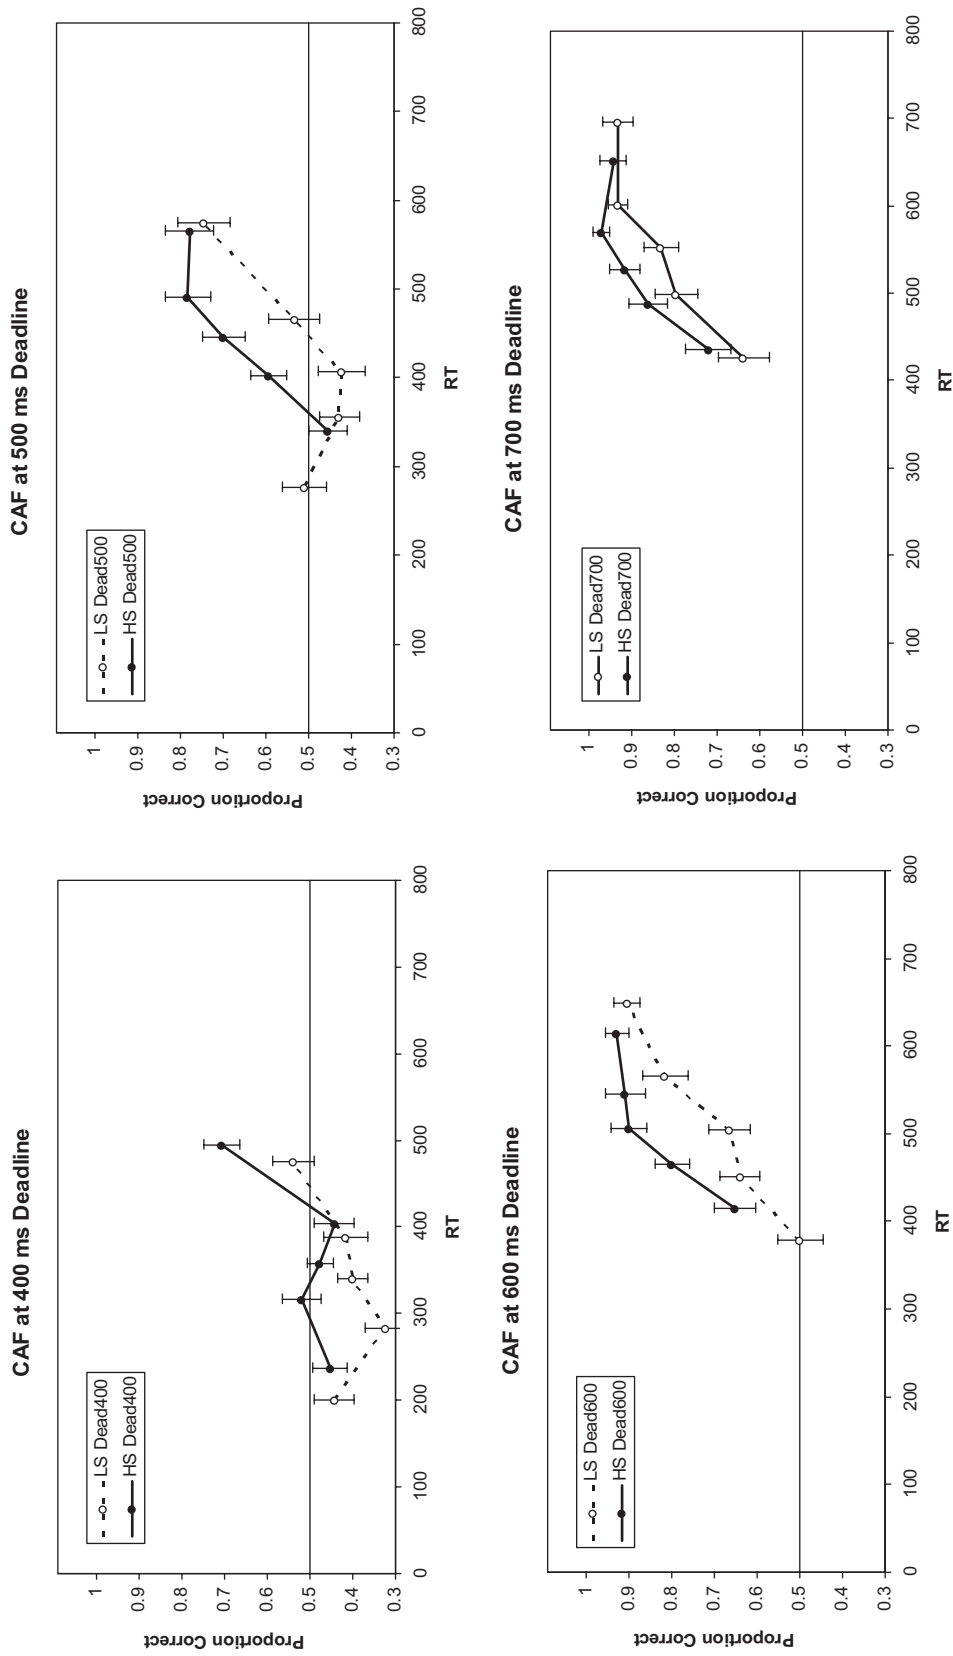 CAF at 400 ms Deadline
LS Dead400
HS Dead400
Proportion Correct
1
0.9
0.8
0.7
0.6
0.5
0.4
0.3
0 100 200 300 400 500 600 700 800
RT
CAF at 500 ms Deadline
LS Dead500
HS Dead500
Proportion Correct
1
0.9
0.8
0.7
0.6
0.5
0.4
0.3
0 100 200 300 400 500 600 700 800
RT
CAF at 600 ms Deadline
LS Dead600
HS Dead600
Proportion Correct
1
0.9
0.8
0.7
0.6
0.5
0.4
0.3
0 100 200 300 400 500 600 700 800
RT
CAF at 700 ms Deadline
LS Dead700
HS Dead700
Proportion Correct
1
0.9
0.8
0.7
0.6
0.5
0.4
0.3
0 100 200 300 400 500 600 700 800
RT